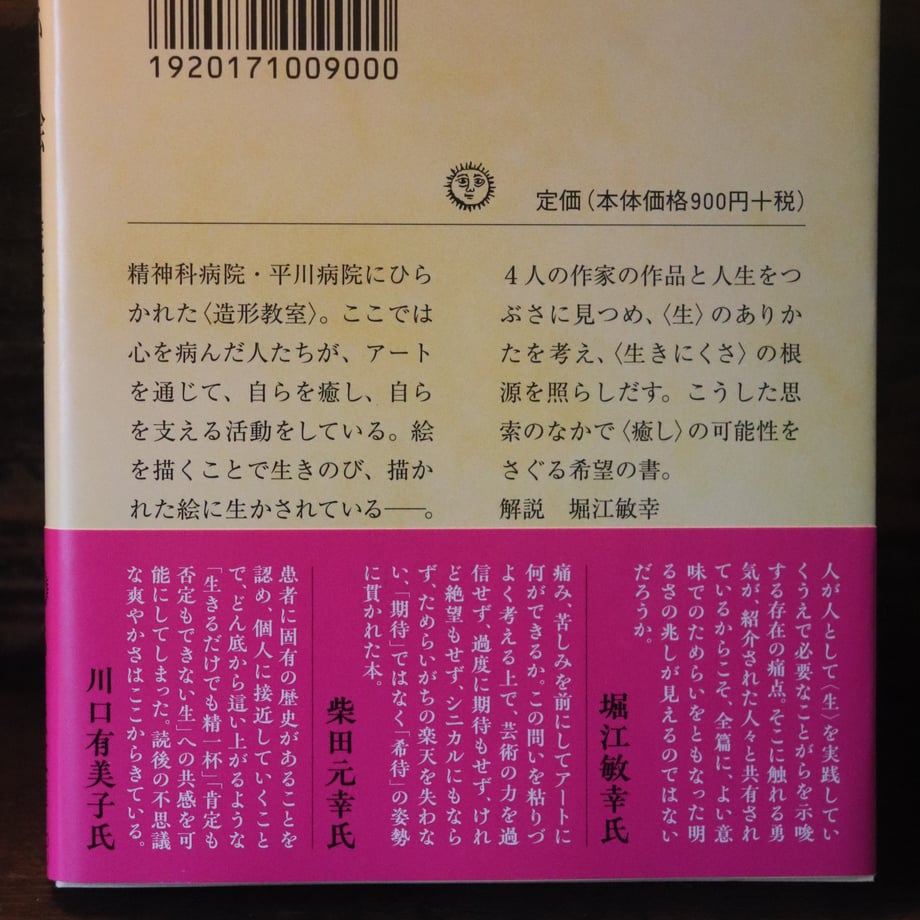 1920171009000
定価(本体価格900円+税)
精神科病院・平川病院にひら
かれた〈造形教室〉。ここでは
心を病んだ人たちが、アート
を通じて、自らを癒し、自ら
を支える活動をしている。絵
を描くことで生きのび、描か
れた絵に生かされている――。
4人の作家の作品と人生をつ
ぶさに見つめ、〈生〉のありか
たを考え、〈生きにくさ〉の根
源を照らしだす。こうした思
索のなかで〈癒し〉の可能性を
さぐる希望の書。
解説 堀江敏幸
人が人として〈生〉を実践してい
くうえで必要なことがらを示唆
する存在の痛点。そこに触れる勇
気が、紹介された人々と共有され
ているからこそ、全篇に、よい意
味でのためらいをともなった明
るさの兆しが見えるのではない
だろうか。
堀江敏幸氏
痛み、苦しみを前にしてアートに
何ができるか。この問いを粘りづ
よく考える上で、芸術の力を過
信せず、過度に期待もせず、けれ
ど絶望もせず、シニカルにもなら
ず、ためらいがちの楽天を失わな
い、「期待」ではなく「希待」の姿勢
に貫かれた本。
柴田元幸氏
患者に固有の歴史があることを
認め、個人に接近していくこと
で、どん底から這い上がるような
「生きるだけでも精一杯」「肯定も
否定もできない生」への共感を可
能にしてしまった。読後の不思議
な爽やかさはここからきている。
川口有美子氏